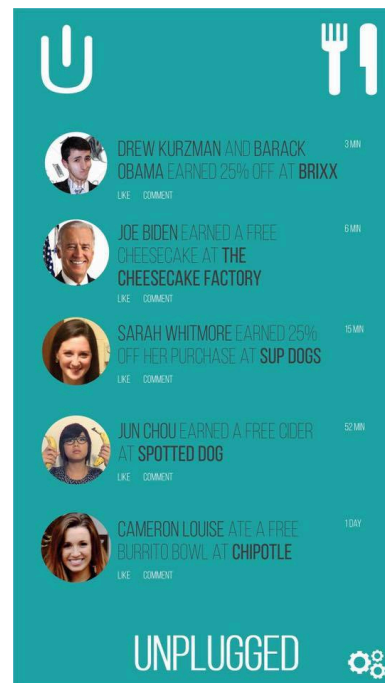 DREW KURZMAN AND BARACK
OBAMA EARNED 25% OFF AT BRIXX
3 MIN
LIKE COMMENT
JOE BIDEN EARNED A FREE
CHEESECAKE AT THE
CHEESECAKE FACTORY
6 MIN
LIKE COMMENT
SARAH WHITMORE EARNED 25%
OFF HER PURCHASE AT SUP DOGS
15 MIN
LIKE COMMENT
JUN CHOU EARNED A FREE CIDER
AT SPOTTED DOG
52 MIN
LIKE COMMENT
CAMERON LOUISE ATE A FREE
BURRITO BOWL AT CHIPOTLE
1 DAY
LIKE COMMENT
UNPLUGGED